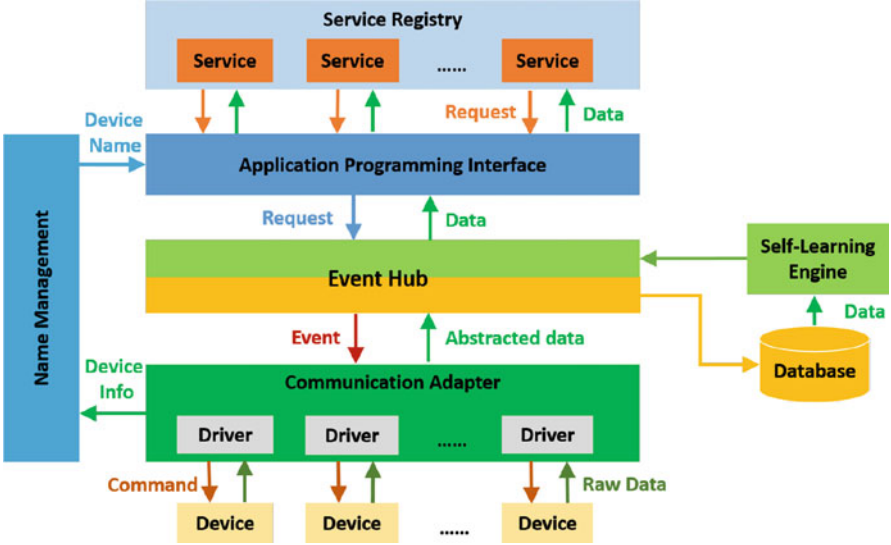 Service Registry
Service
Service
......
Service
Device
Name
Request
Data
Application Programming Interface
Request
Data
Name Management
Event Hub
Self-Learning
Engine
Event
Abstracted data
Data
Database
Device
Info
Communication Adapter
Driver
Driver
......
Driver
Command
Raw Data
Device
Device
......
Device